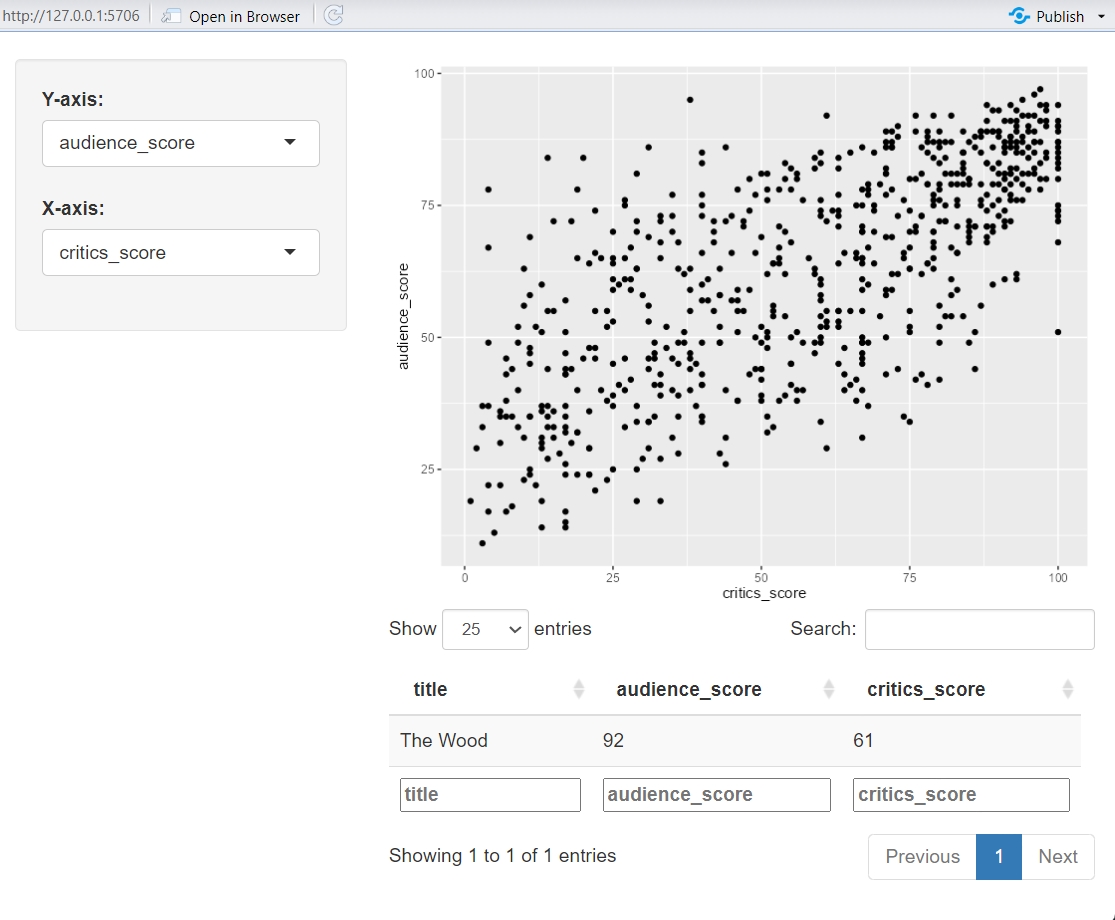 http://127.0.0.1:5706 Open in Browser Publish
Y-axis:
audience_score
X-axis:
critics_score
100
75
50
25
audience_score
0 25 50 75 100
critics_score
Show 25 entries Search:
title audience_score critics_score
The Wood 92 61
title audience_score critics_score
Showing 1 to 1 of 1 entries Previous 1 Next